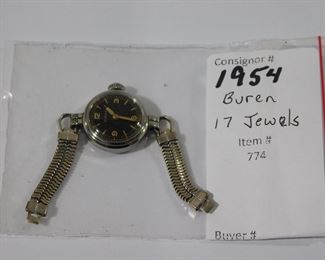 Consignor #
1954
Buren
17 Jewels
Item#
774
Buyer #